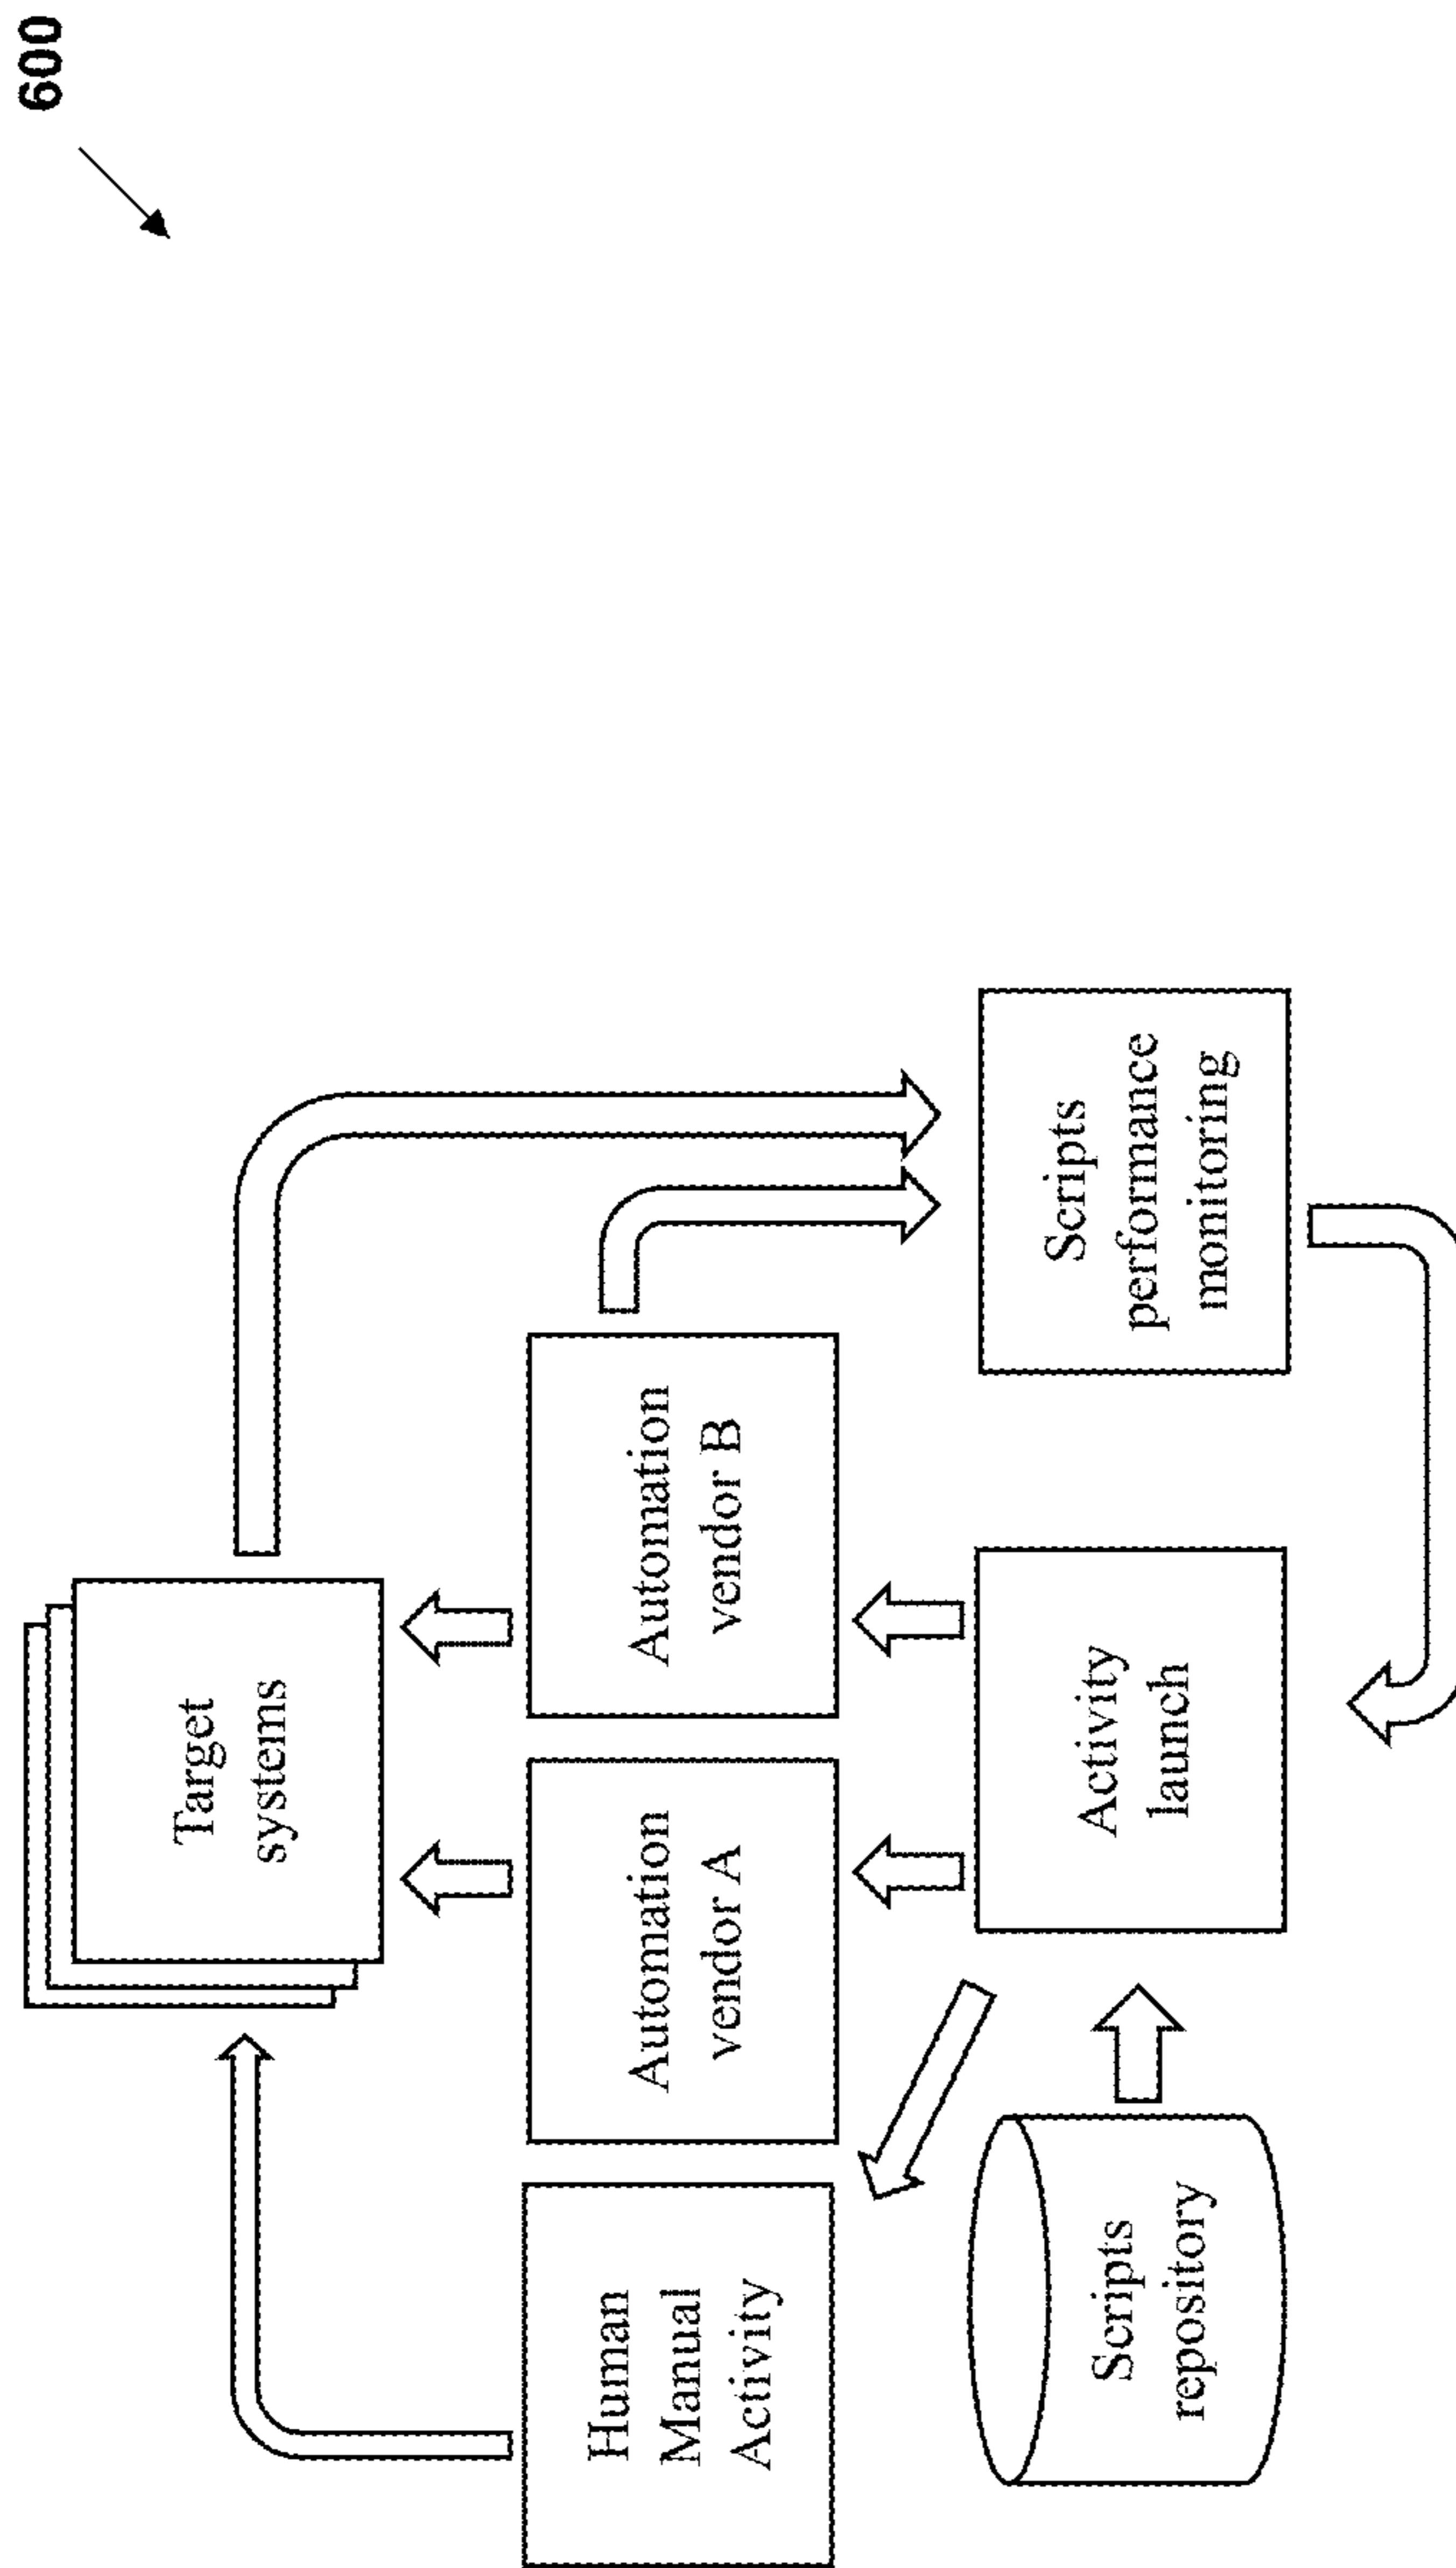 600
Target
systems
Human
Manual
Activity
Automation
vendor A
Automation
vendor B
Scripts
repository
Activity
launch
Scripts
performance
monitoring